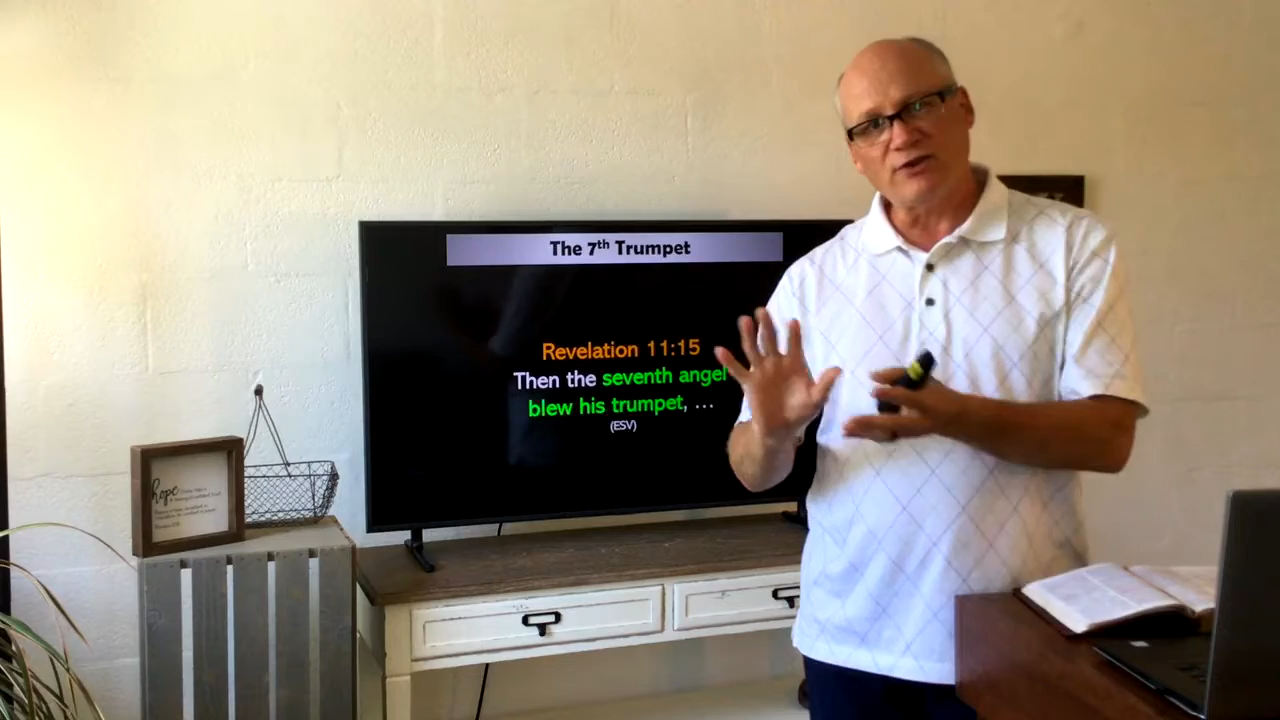 The 7th Trumpet
Revelation 11:15
Then the seventh angel
blew his trumpet, ...
(ESV)
hope